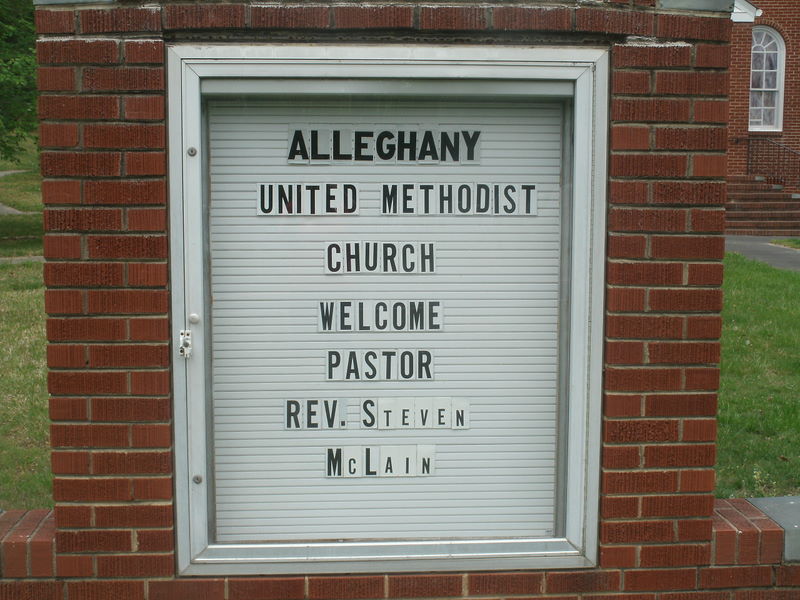 ALLEGHANY
UNITED METHODIST
CHURCH
WELCOME
PASTOR
REV. STEVEN
MCLAIN